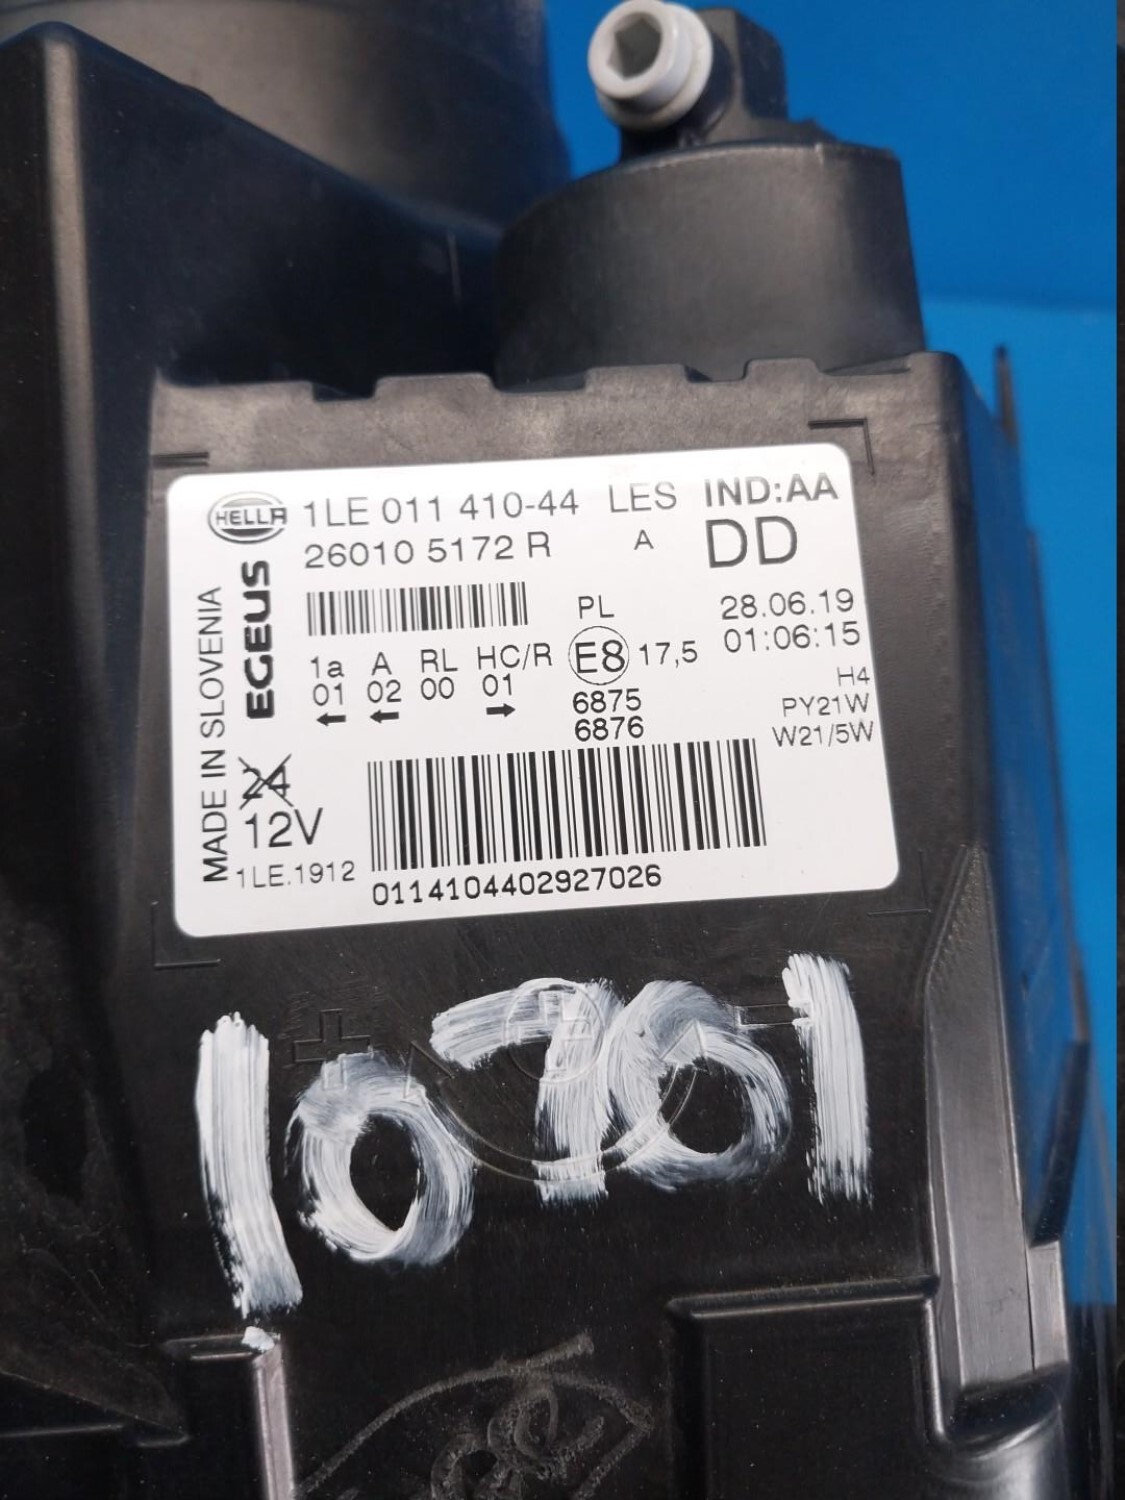 HELLA 1LE 011 410-44 LES IND:AA
26010 5172 R A DD
MADE IN SLOVENIA
EGEUS
PL 28.06.19
E8 17,5 01:06:15
1a A RL HC/R
01 02 00 01
6875
6876
H4
PY21W
W21/5W
24
12V
1LE.1912
0114104402927026
10701